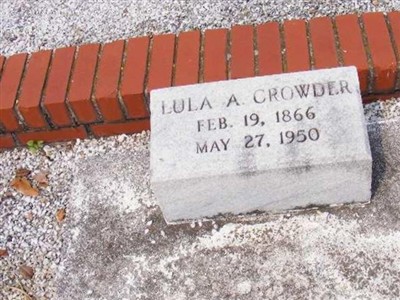 LULA A. CROWDER
FEB. 19, 1866
MAY 27, 1950